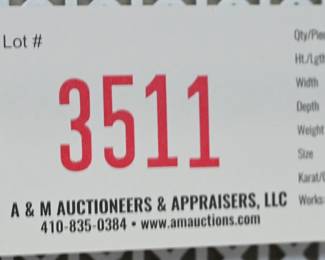 Lot #
3511
A & M AUCTIONEERS & APPRAISERS, LLC
410-835-0384 • www.amauctions.com
Qty/Pie
Ht./Lgth
Width
Depth
Weight
Size
Karat/
Works